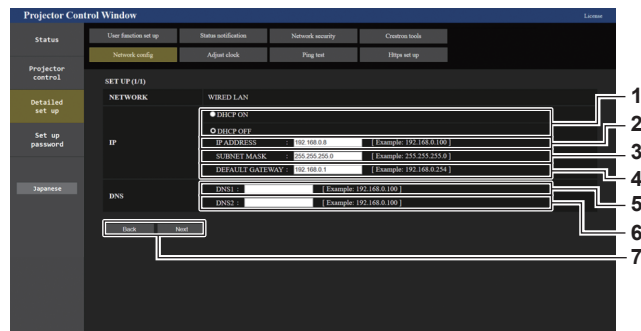 Projector Control Window
License
Status
User function set up
Status notification
Network security
Crestron tools
Network config
Adjust clock
Ping test
Https set up
Projector
control
Detailed
set up
Set up
password
Japanese
SET UP (1/1)
NETWORK WIRED LAN
IP
DHCP ON
DHCP OFF
IP ADDRESS : 192.168.0.8 [ Example: 192.168.0.100 ]
SUBNET MASK : 255.255.255.0 [ Example: 255.255.255.0 ]
DEFAULT GATEWAY : 192.168.0.1 [ Example: 192.168.0.254 ]
DNS
DNS1 : [ Example: 192.168.0.100 ]
DNS2 : [ Example: 192.168.0.100 ]
Back Next
1
2
3
4
5
6
7